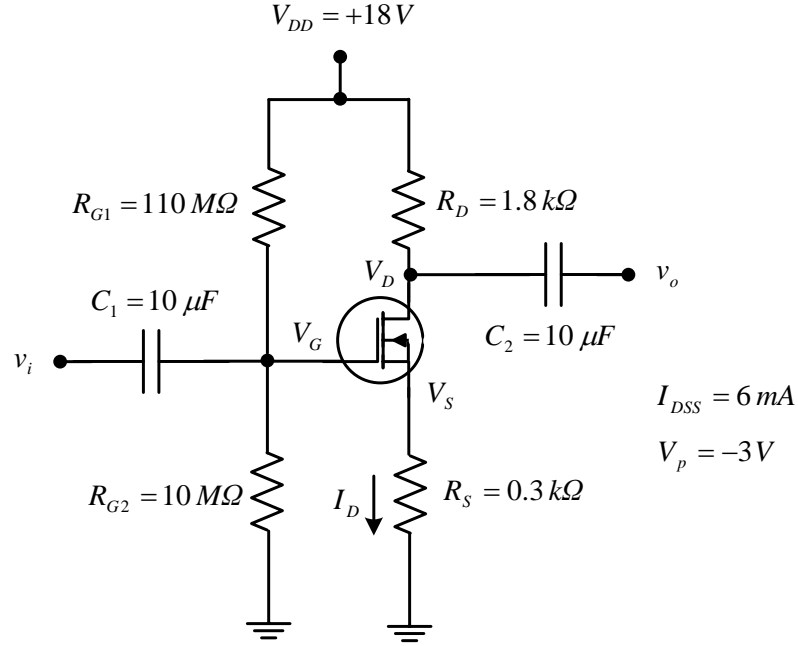 V_DD = +18 V
R_G1 = 110 MΩ
R_D = 1.8 kΩ
V_D
v_o
C_1 = 10 μF
V_G
C_2 = 10 μF
v_i
V_S
I_DSS = 6 mA
V_p = −3 V
R_G2 = 10 MΩ
I_D
R_S = 0.3 kΩ